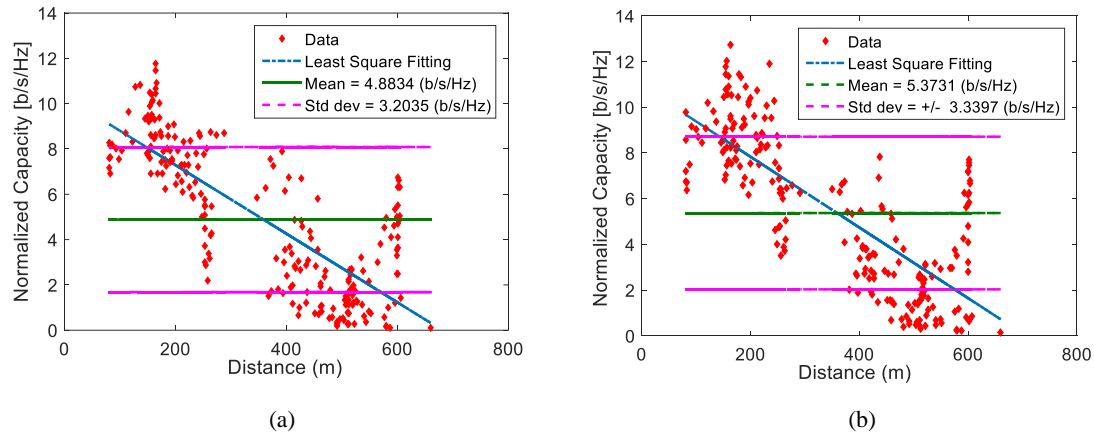 14
12
10
8
6
4
2
0
Normalized Capacity [b/s/Hz]
Data
Least Square Fitting
Mean = 4.8834 (b/s/Hz)
Std dev = 3.2035 (b/s/Hz)
0 200 400 600 800
Distance (m)
(a)
14
12
10
8
6
4
2
0
Normalized Capacity [b/s/Hz]
Data
Least Square Fitting
Mean = 5.3731 (b/s/Hz)
Std dev = +/- 3.3397 (b/s/Hz)
0 200 400 600 800
Distance (m)
(b)